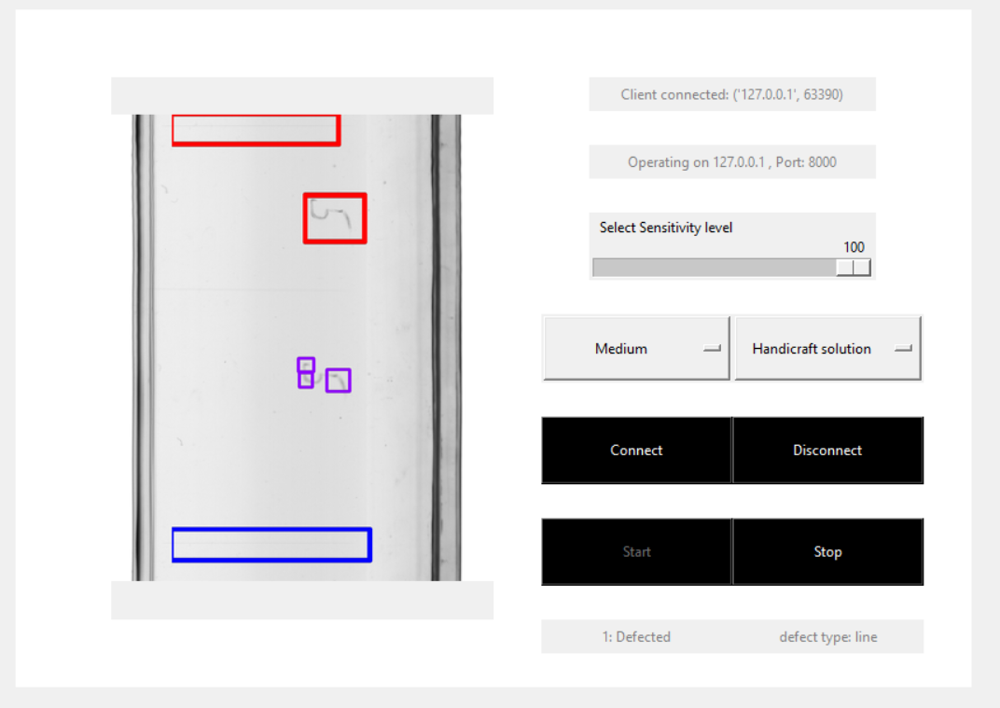 Client connected: ('127.0.0.1', 63390)
Operating on 127.0.0.1 , Port: 8000
Select Sensitivity level
100
Medium
Handicraft solution
Connect
Disconnect
Start
Stop
1: Defected
defect type: line